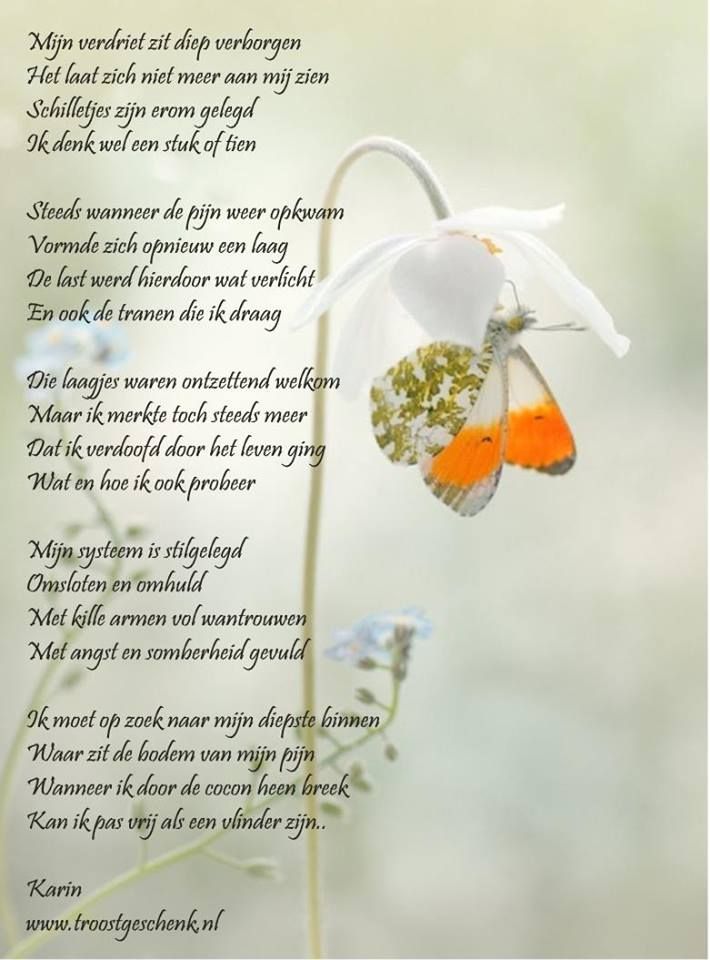 Mijn verdriet zit diep verborgen
Het laat zich niet meer aan mij zien
Schilletjes zijn erom gelegd
Ik denk wel een stuk of tien
Steeds wanneer de pijn weer opkwam
Vormde zich opnieuw een laag
De last werd hierdoor wat verlicht
En ook de tranen die ik draag
Die laagjes waren ontzettend welkom
Maar ik merkte toch steeds meer
Dat ik verdoofd door het leven ging
Wat en hoe ik ook probeer
Mijn systeem is stilgelegd
Omsloten en omhuld
Met kille armen vol wantrouwen
Met angst en somberheid gevuld
Ik moet op zoek naar mijn diepste binnen
Waar zit de bodem van mijn pijn
Wanneer ik door de cocon heen breek
Kan ik pas vrij als een vlinder zijn..
Karin
www.troostgeschenk.nl